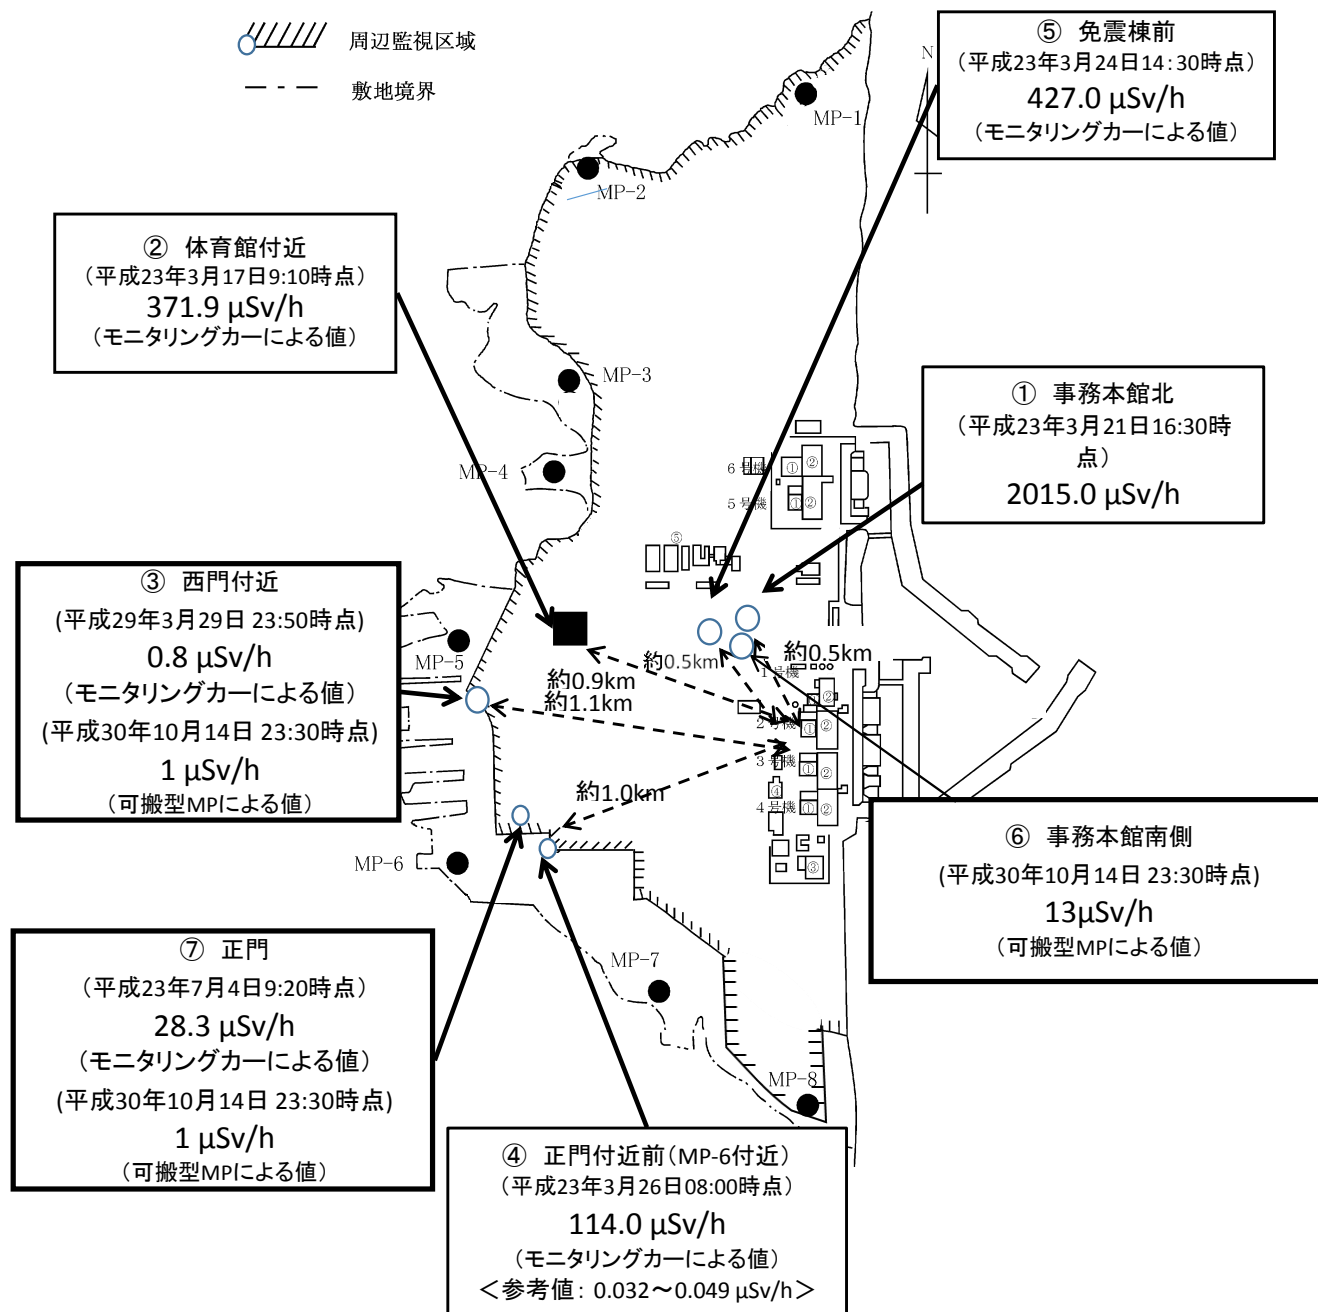 周辺監視区域
敷地境界
⑤ 免震棟前
(平成23年3月24日14:30時点)
427.0 μSv/h
(モニタリングカーによる値)
N
MP-1
MP-2
② 体育館付近
(平成23年3月17日9:10時点)
371.9 μSv/h
(モニタリングカーによる値)
MP-3
① 事務本館北
(平成23年3月21日16:30時
点)
2015.0 μSv/h
MP-4
6号機
①
②
5号機
①
②
⑤
③ 西門付近
(平成29年3月29日 23:50時点)
0.8 μSv/h
(モニタリングカーによる値)
(平成30年10月14日 23:30時点)
1 μSv/h
(可搬型MPによる値)
MP-5
約0.9km
約1.1km
約0.5km
約0.5km
1号機
②
2号機
①
②
3号機
①
②
約1.0km
④
4号機
①
②
③
MP-6
⑥ 事務本館南側
(平成30年10月14日 23:30時点)
13μSv/h
(可搬型MPによる値)
⑦ 正門
(平成23年7月4日9:20時点)
28.3 μSv/h
(モニタリングカーによる値)
(平成30年10月14日 23:30時点)
1 μSv/h
(可搬型MPによる値)
MP-7
MP-8
④ 正門付近前(MP-6付近)
(平成23年3月26日08:00時点)
114.0 μSv/h
(モニタリングカーによる値)
<参考値: 0.032~0.049 μSv/h>